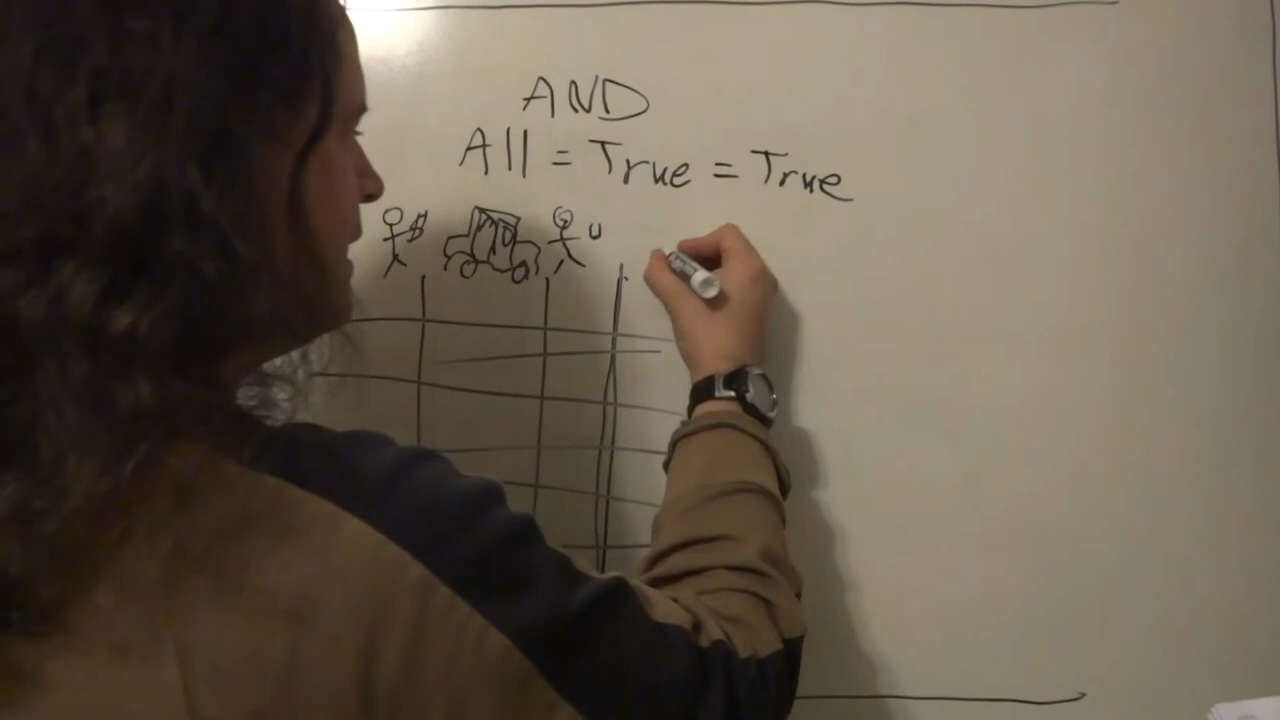 AND
All = True = True
$ U